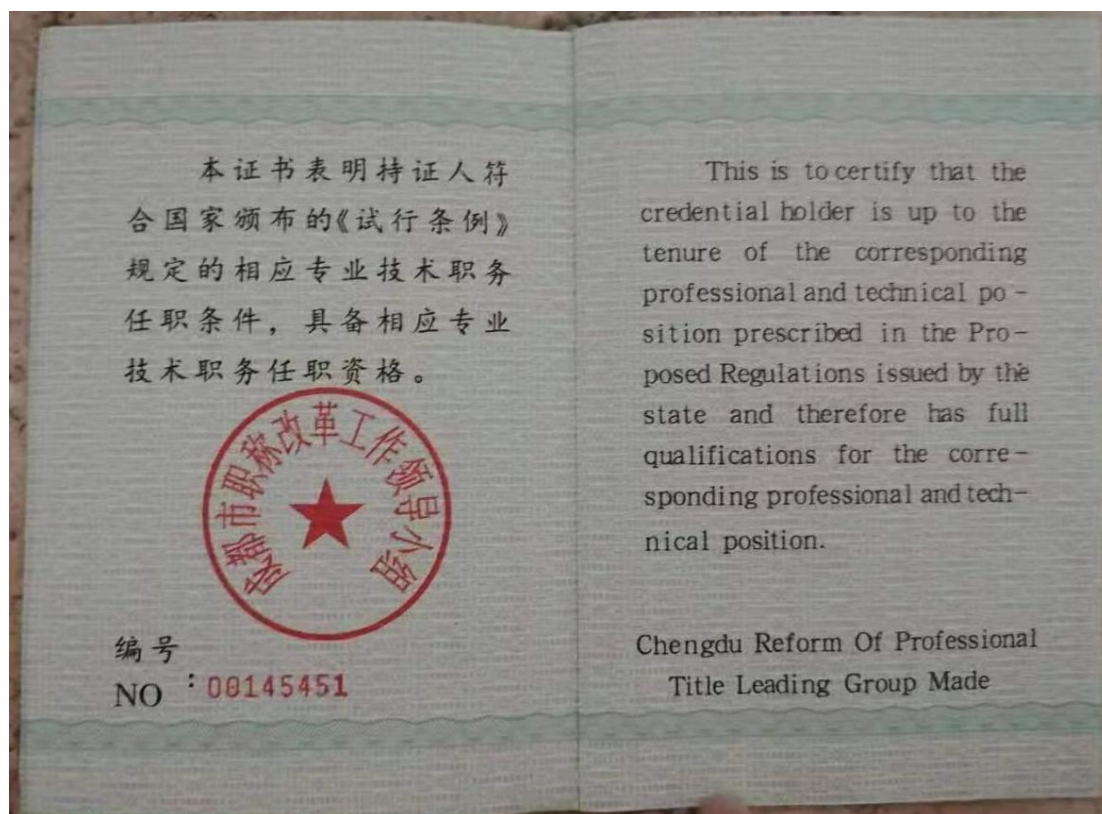 本证书表明持证人符
合国家颁布的《试行条例》
规定的相应专业技术职务
任职条件，具备相应专业
技术职务任职资格。
成都市职称改革工作领导小组
编号
NO：00145451
This is to certify that the
credential holder is up to the
tenure of the corresponding
professional and technical po-
sition prescribed in the Pro-
posed Regulations issued by the
state and therefore has full
qualifications for the corre-
sponding professional and tech-
nical position.
Chengdu Reform Of Professional
Title Leading Group Made